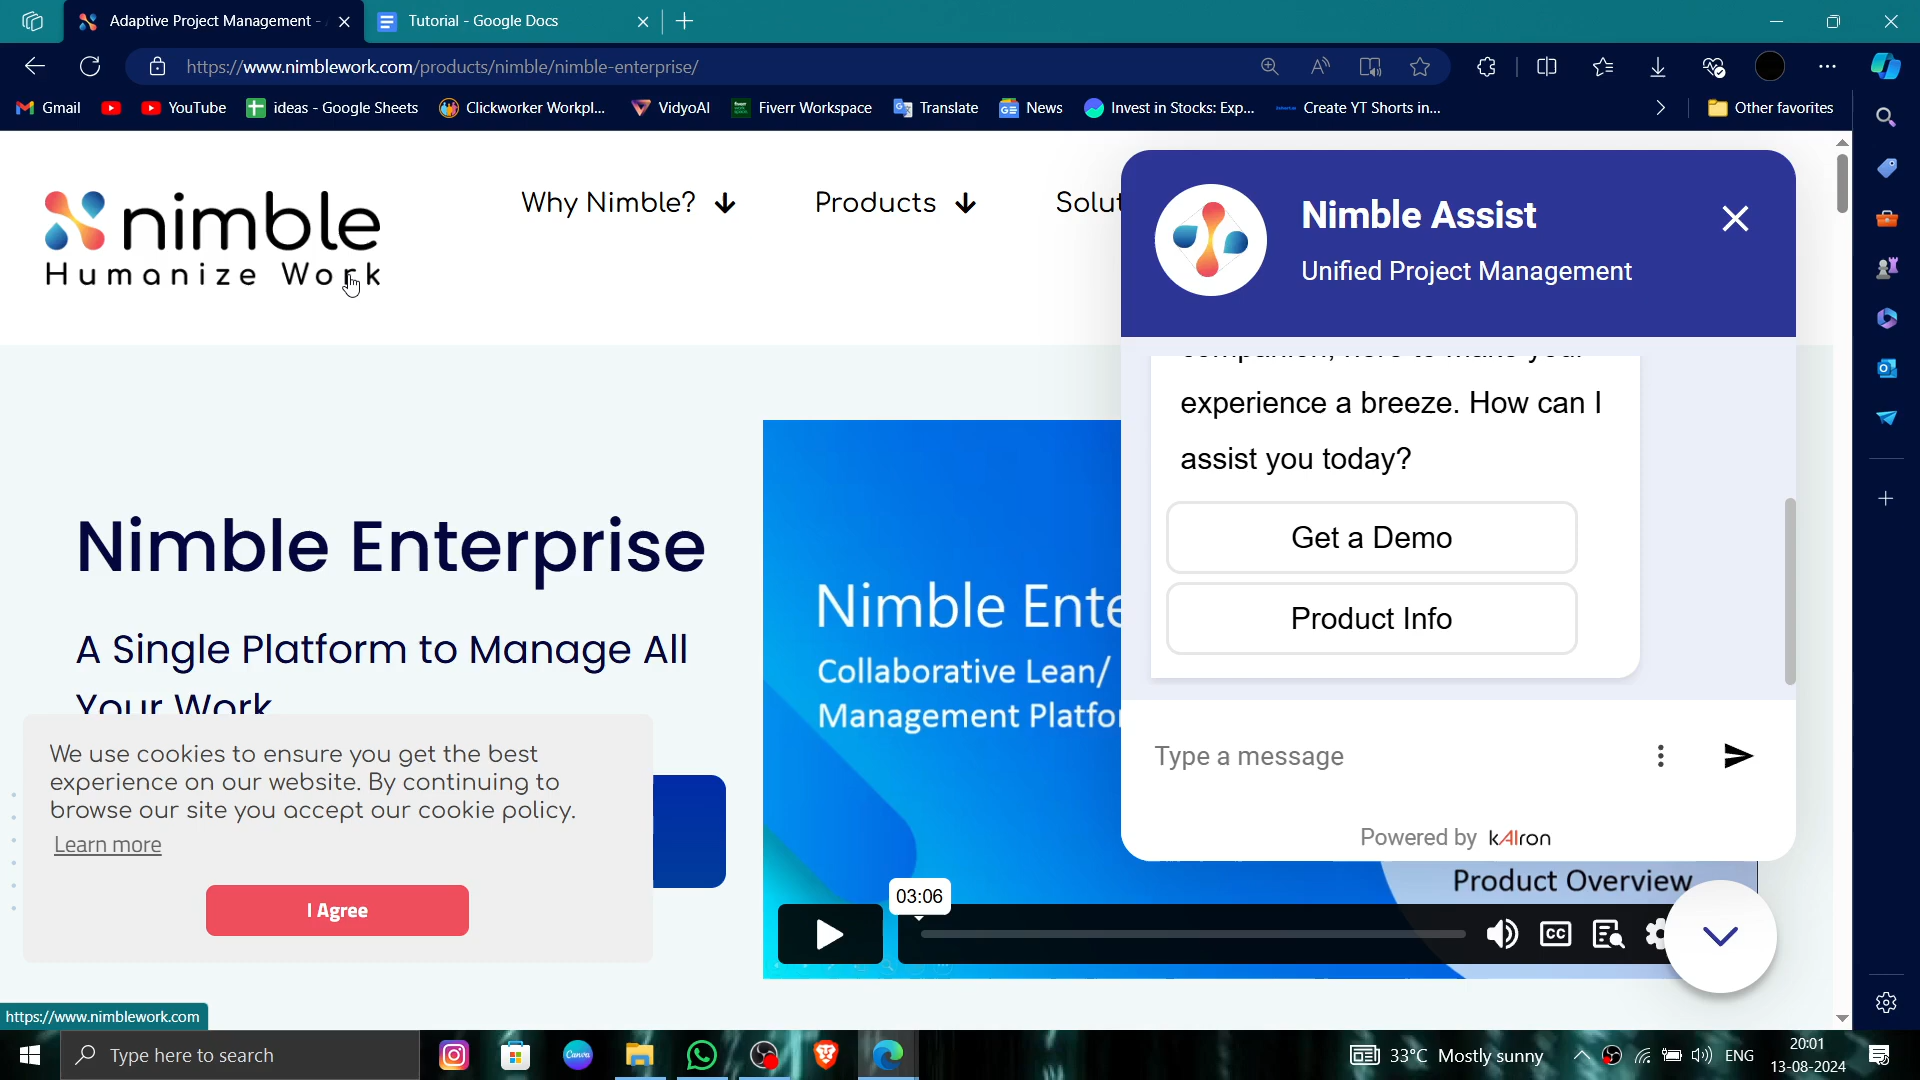 Adaptive Project Management -
Tutorial - Google Docs
https://www.nimblework.com/products/nimble/nimble-enterprise/
Gmail
YouTube
ideas - Google Sheets
Clickworker Workpl...
VidyoAI
Fiverr Workspace
Translate
News
Invest in Stocks: Exp...
Create YT Shorts in...
Other favorites
nimble
Humanize Work
Why Nimble?
Products
Solut
Nimble Assist
Unified Project Management
experience a breeze. How can I
assist you today?
Get a Demo
Product Info
Type a message
Powered by kAIron
Nimble Enterprise
A Single Platform to Manage All
Your Work
Nimble Ente
Collaborative Lean/
Management Platfo
Product Overview
03:06
CC
We use cookies to ensure you get the best
experience on our website. By continuing to
browse our site you accept our cookie policy.
Learn more
I Agree
https://www.nimblework.com
Type here to search
Canva
33°C Mostly sunny
ENG
20:01
13-08-2024